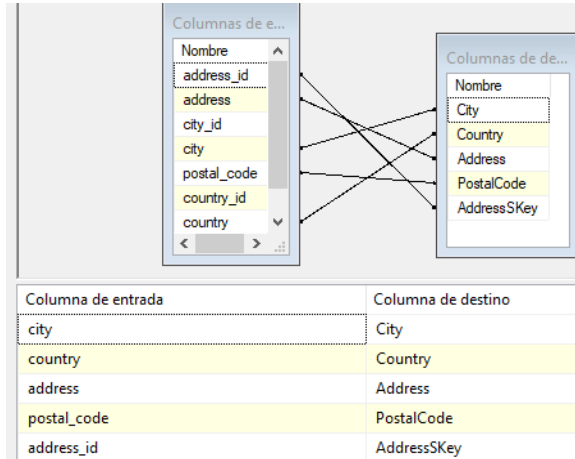 Columnas de e...
Nombre
address_id
address
city_id
city
postal_code
country_id
country
Columnas de de...
Nombre
City
Country
Address
PostalCode
AddressSKey
Columna de entrada Columna de destino
city City
country Country
address Address
postal_code PostalCode
address_id AddressSKey